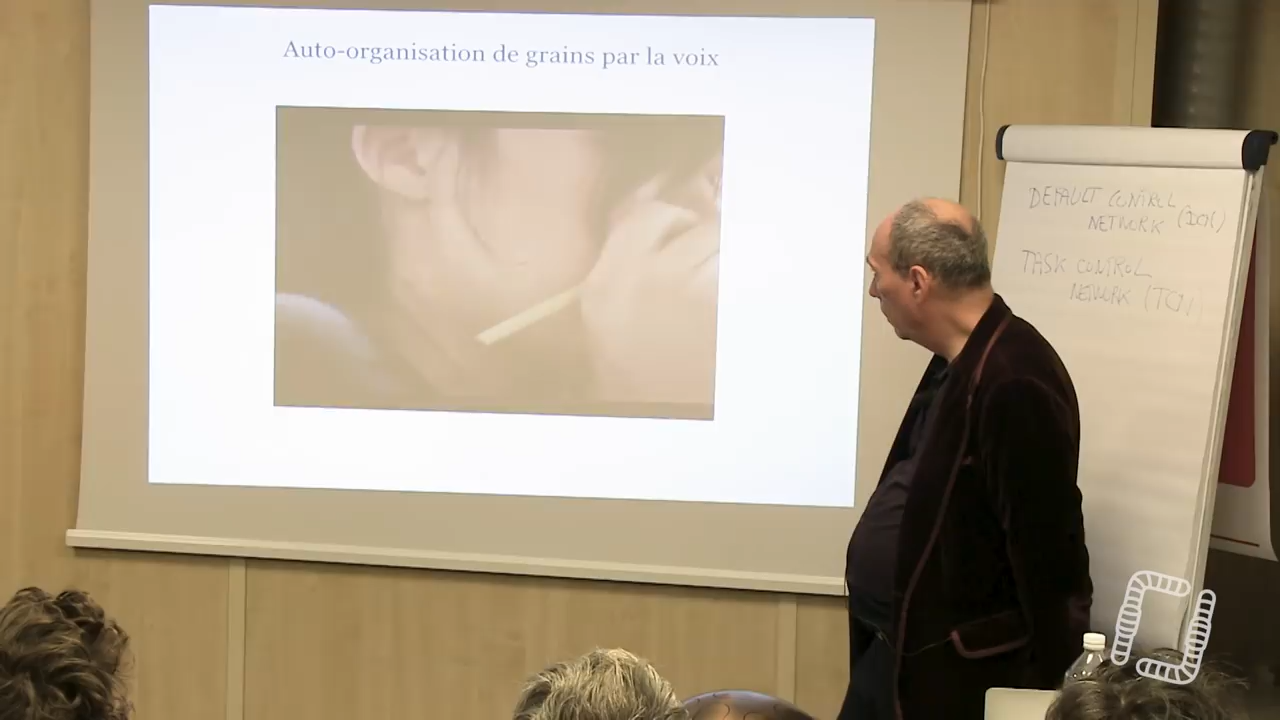 Auto-organisation de grains par la voix
DEFAULT CONTROL
NETWORK (DCN)
TASK CONTROL
NETWORK (TCN)